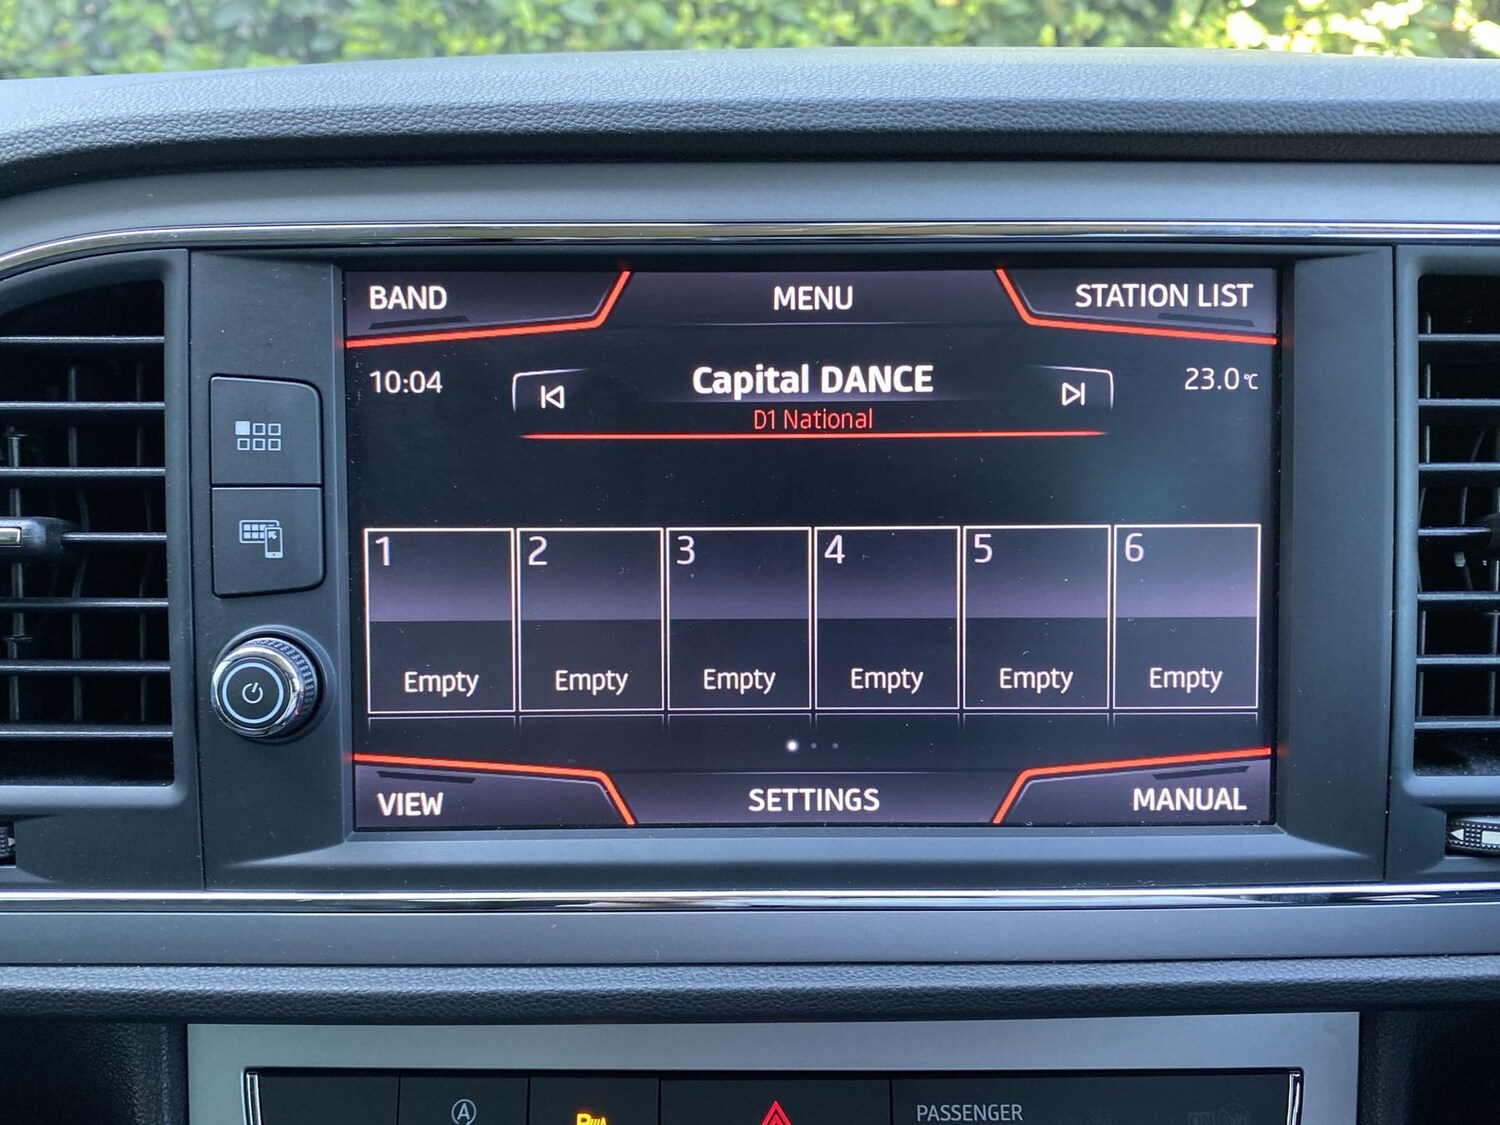 BAND
MENU
STATION LIST
10:04
Capital DANCE
23.0°C
D1 National
1
2
3
4
5
6
Empty
Empty
Empty
Empty
Empty
Empty
VIEW
SETTINGS
MANUAL
A
P
PASSENGER